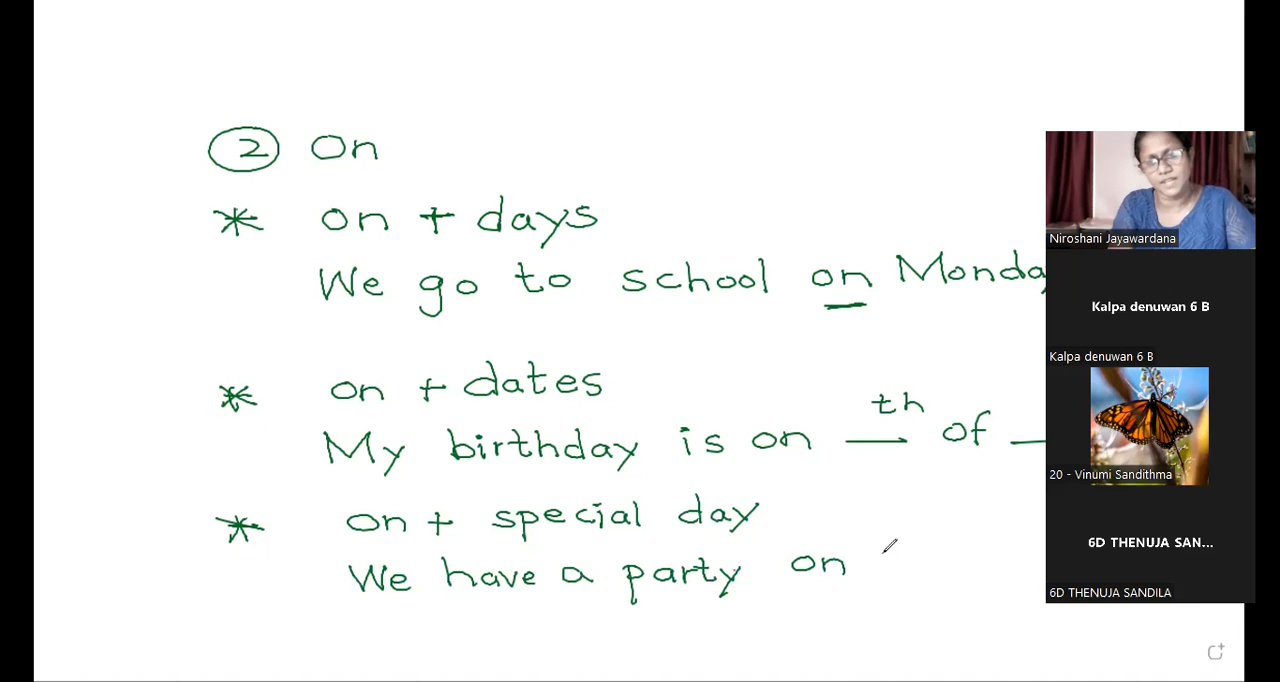 2 On
* on + days
We go to school on Monda
* on + dates
th
My birthday is on __ of __
* on + special day
We have a party on
Niroshani Jayawardana
Kalpa denuwan 6 B
Kalpa denuwan 6 B
20 - Vinumi Sandithma
6D THENUJA SAN...
6D THENUJA SANDILA